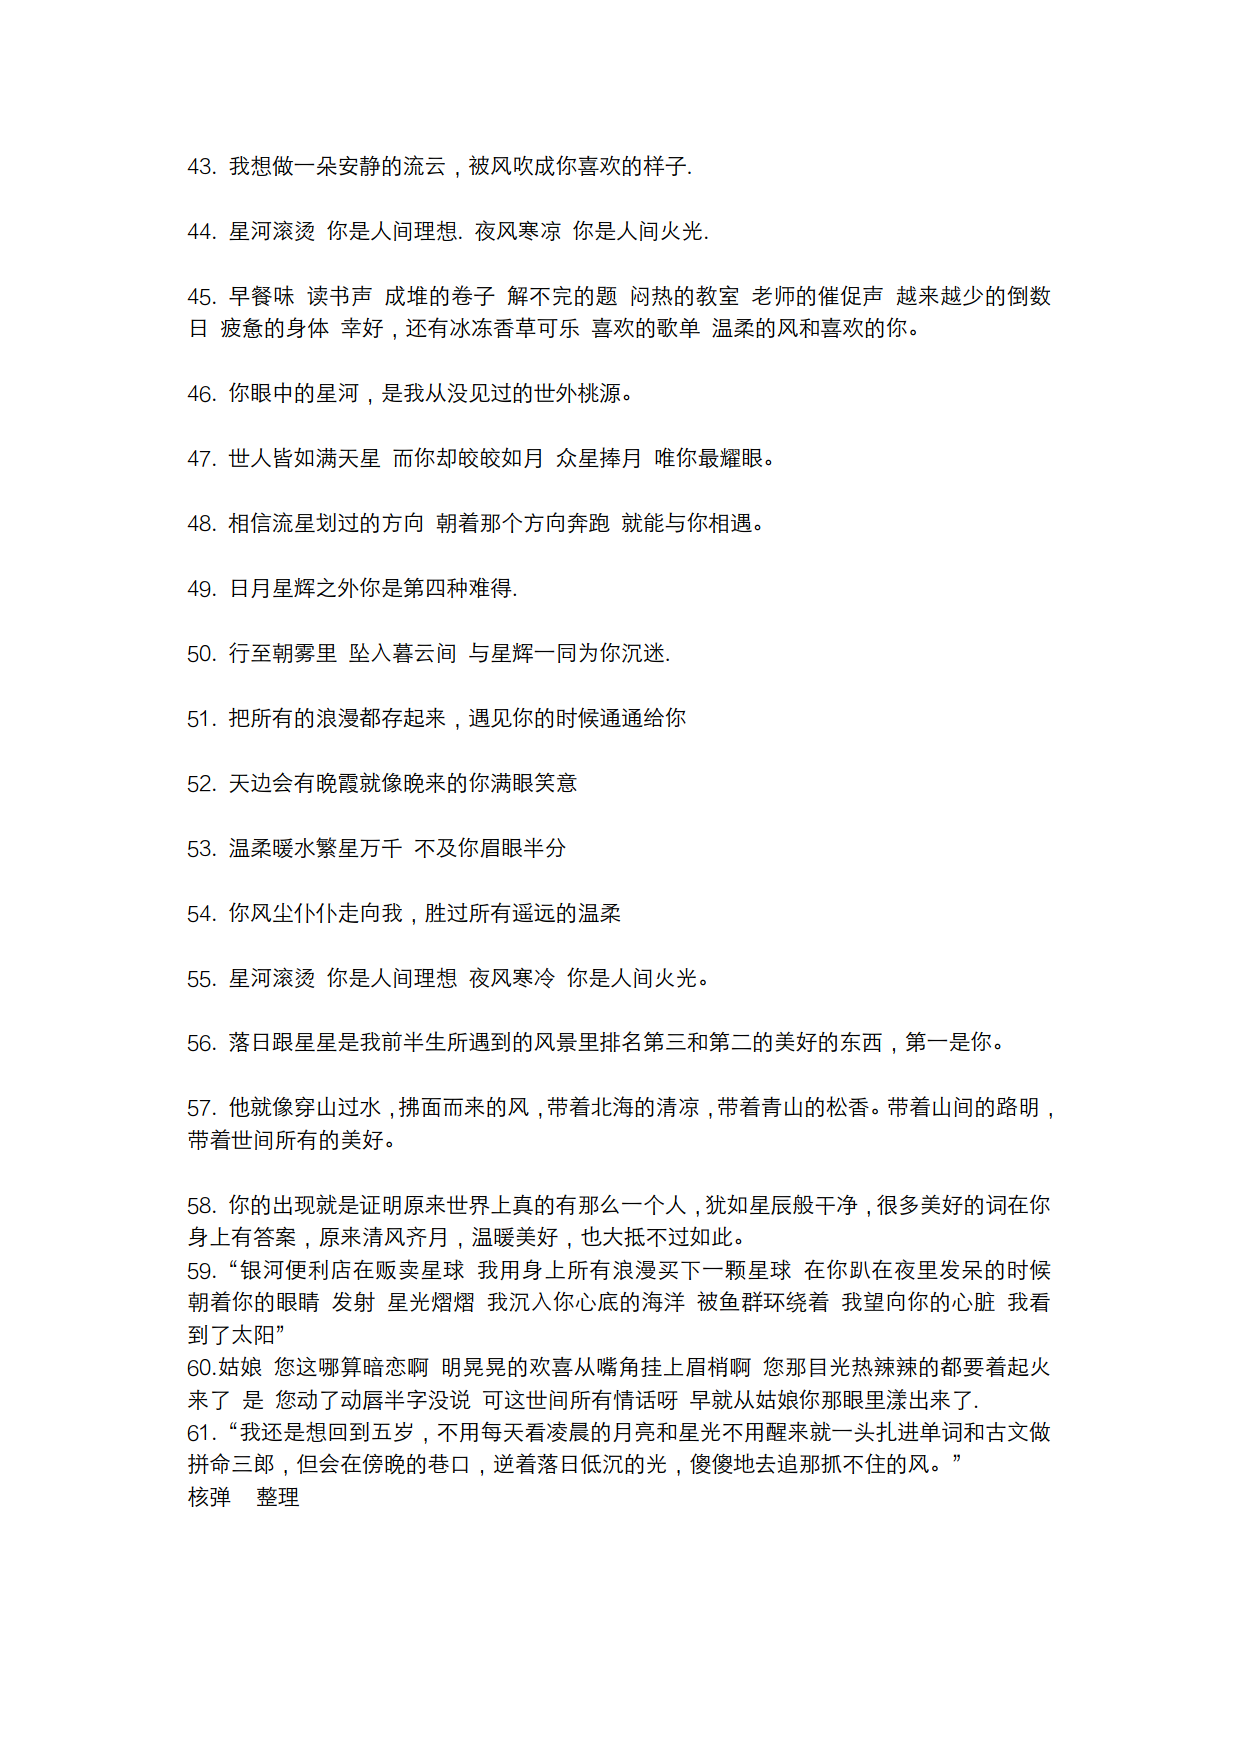 43. 我想做一朵安静的流云，被风吹成你喜欢的样子.
44. 星河滚烫 你是人间理想. 夜风寒凉 你是人间火光.
45. 早餐味 读书声 成堆的卷子 解不完的题 闷热的教室 老师的催促声 越来越少的倒数
日 疲惫的身体 幸好，还有冰冻香草可乐 喜欢的歌单 温柔的风和喜欢的你。
46. 你眼中的星河，是我从没见过的世外桃源。
47. 世人皆如满天星 而你却皎皎如月 众星捧月 唯你最耀眼。
48. 相信流星划过的方向 朝着那个方向奔跑 就能与你相遇。
49. 日月星辉之外你是第四种难得.
50. 行至朝雾里 坠入暮云间 与星辉一同为你沉迷.
51. 把所有的浪漫都存起来，遇见你的时候通通给你
52. 天边会有晚霞就像晚来的你满眼笑意
53. 温柔暖水繁星万千 不及你眉眼半分
54. 你风尘仆仆走向我，胜过所有遥远的温柔
55. 星河滚烫 你是人间理想 夜风寒冷 你是人间火光。
56. 落日跟星星是我前半生所遇到的风景里排名第三和第二的美好的东西，第一是你。
57. 他就像穿山过水，拂面而来的风，带着北海的清凉，带着青山的松香。带着山间的路明，
带着世间所有的美好。
58. 你的出现就是证明原来世界上真的有那么一个人，犹如星辰般干净，很多美好的词在你
身上有答案，原来清风齐月，温暖美好，也大抵不过如此。
59. “银河便利店在贩卖星球 我用身上所有浪漫买下一颗星球 在你趴在夜里发呆的时候
朝着你的眼睛 发射 星光熠熠 我沉入你心底的海洋 被鱼群环绕着 我望向你的心脏 我看
到了太阳”
60.姑娘 您这哪算暗恋啊 明晃晃的欢喜从嘴角挂上眉梢啊 您那目光热辣辣的都要着起火
来了 是 您动了动唇半字没说 可这世间所有情话呀 早就从姑娘你那眼里漾出来了.
61. “我还是想回到五岁，不用每天看凌晨的月亮和星光不用醒来就一头扎进单词和古文做
拼命三郎，但会在傍晚的巷口，逆着落日低沉的光，傻傻地去追那抓不住的风。”
核弹 整理